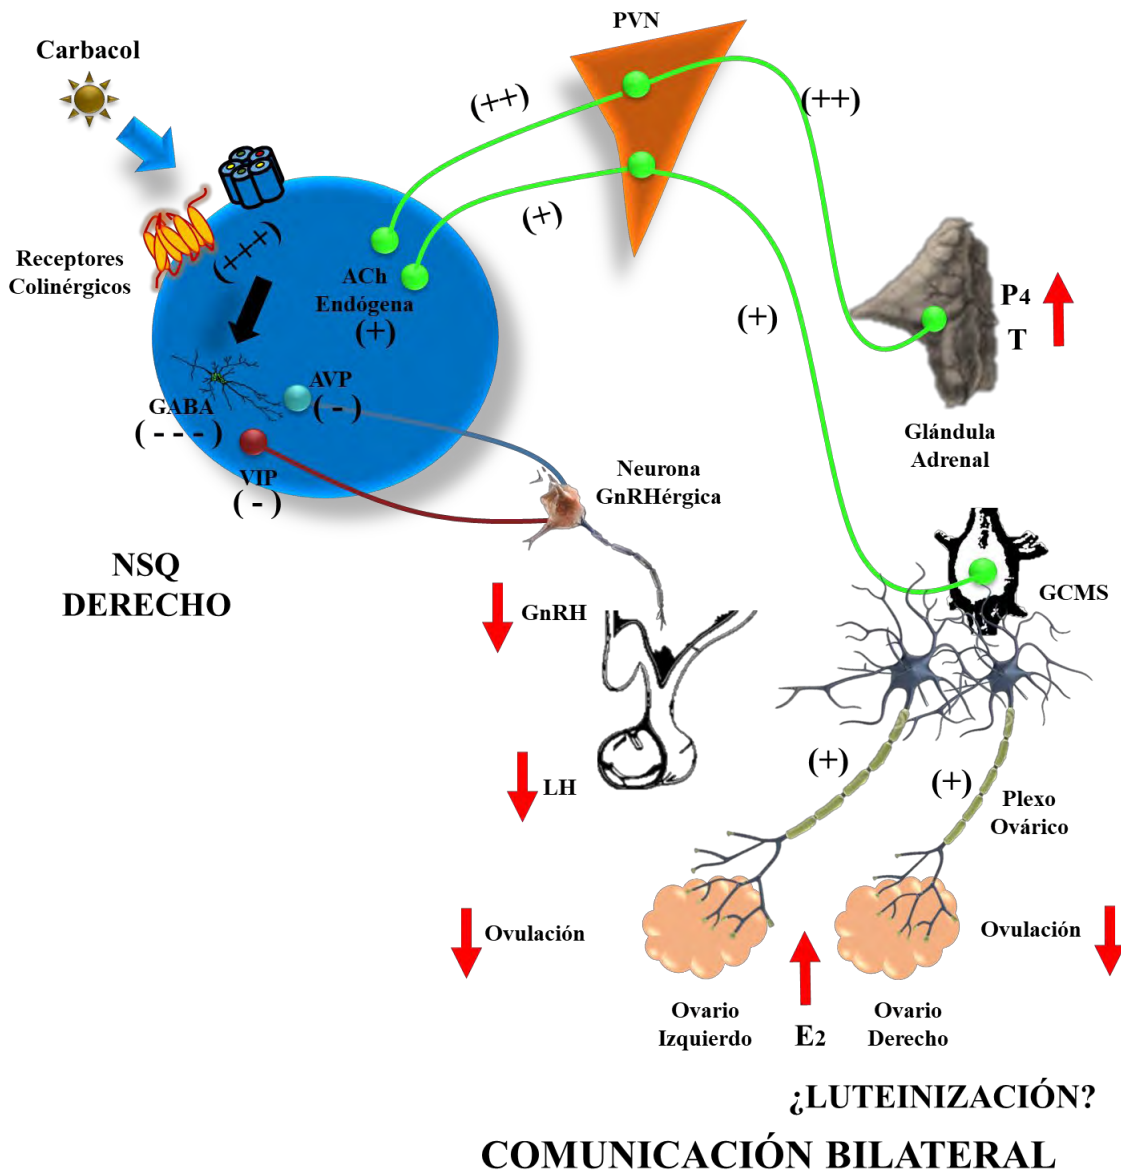 PVN
Carbacol
(++)
(++)
Receptores
Colinérgicos
(+++)
(+)
ACh
Endógena
(+)
(+)
P4
T
AVP
(-)
GABA
(---)
VIP
(-)
Glándula
Adrenal
Neurona
GnRHérgica
NSQ
DERECHO
GnRH
GCMS
LH
(+)
(+)
Plexo
Ovárico
Ovulación
Ovulación
Ovario
Izquierdo
E2
Ovario
Derecho
¿LUTEINIZACIÓN?
COMUNICACIÓN BILATERAL